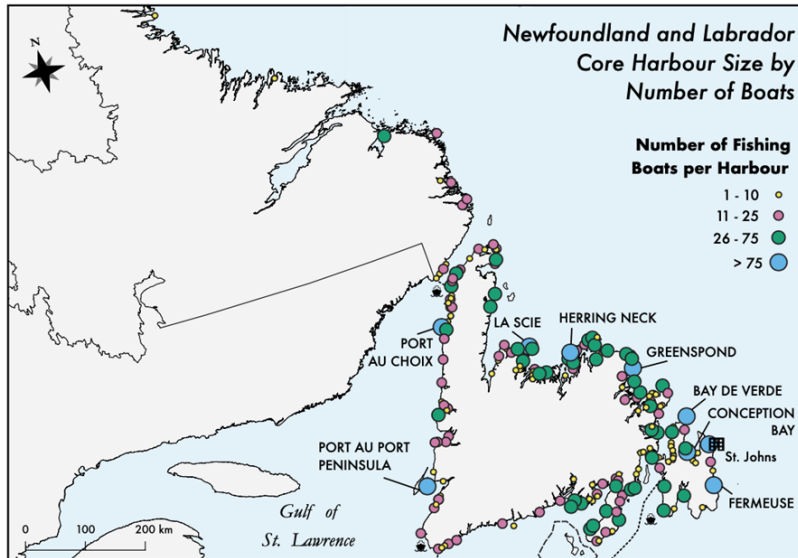 Newfoundland and Labrador
Core Harbour Size by
Number of Boats
N
Number of Fishing
Boats per Harbour
1 - 10
11 - 25
26 - 75
> 75
LA SCIE
HERRING NECK
PORT
AU CHOIX
GREENSPOND
BAY DE VERDE
CONCEPTION
BAY
St. Johns
PORT AU PORT
PENINSULA
FERMEUSE
Gulf of
St. Lawrence
0 100 200 km